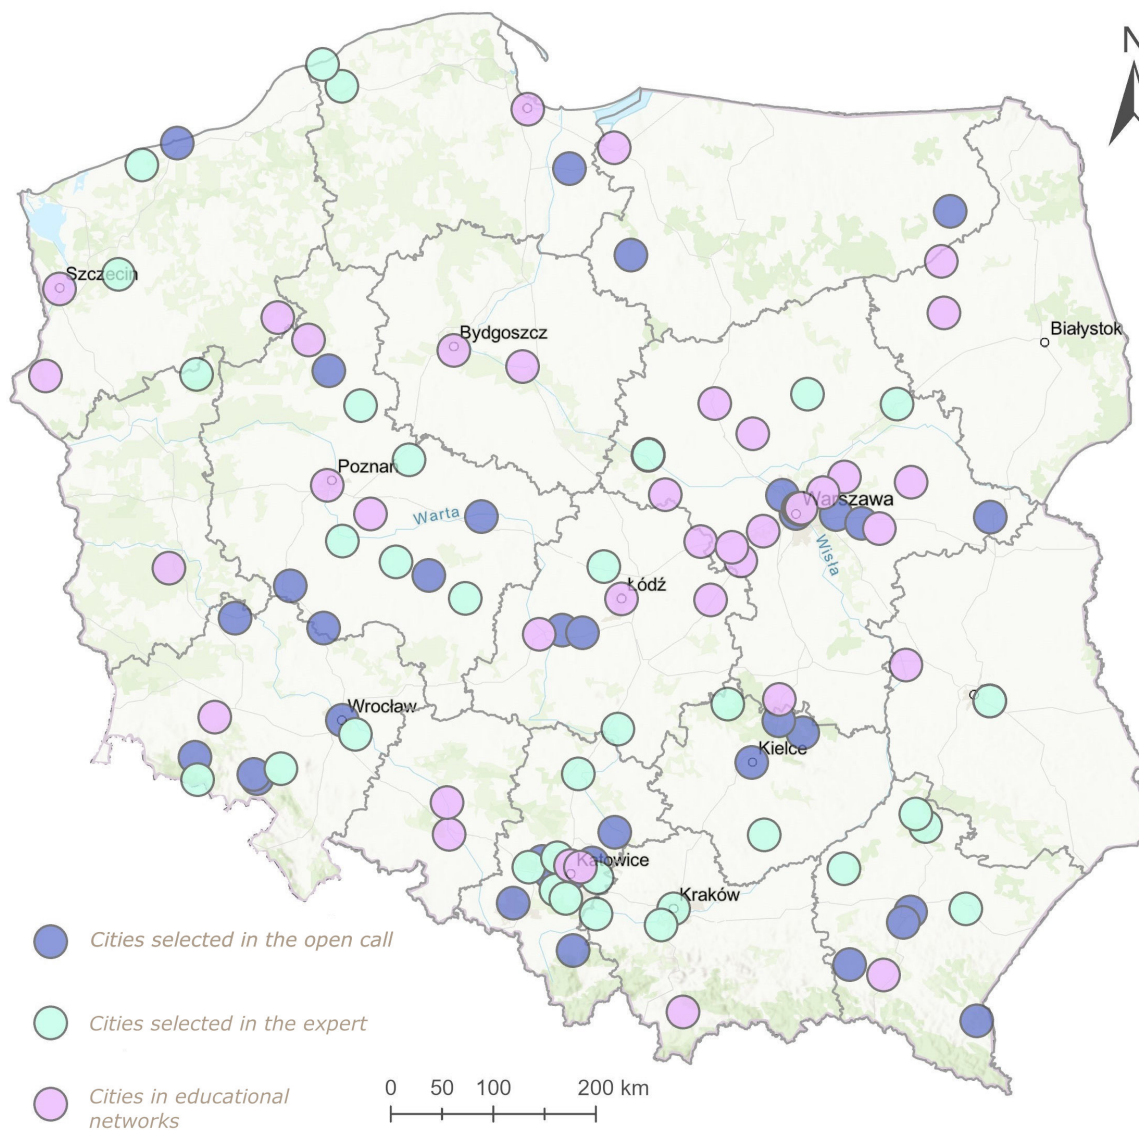 N
Szczecin
Bydgoszcz
Białystok
Poznań
Warta
Warszawa
Wisła
Łódź
Wrocław
Kielce
Katowice
Kraków
Cities selected in the open call
Cities selected in the expert
Cities in educational
networks
0 50 100 200 km